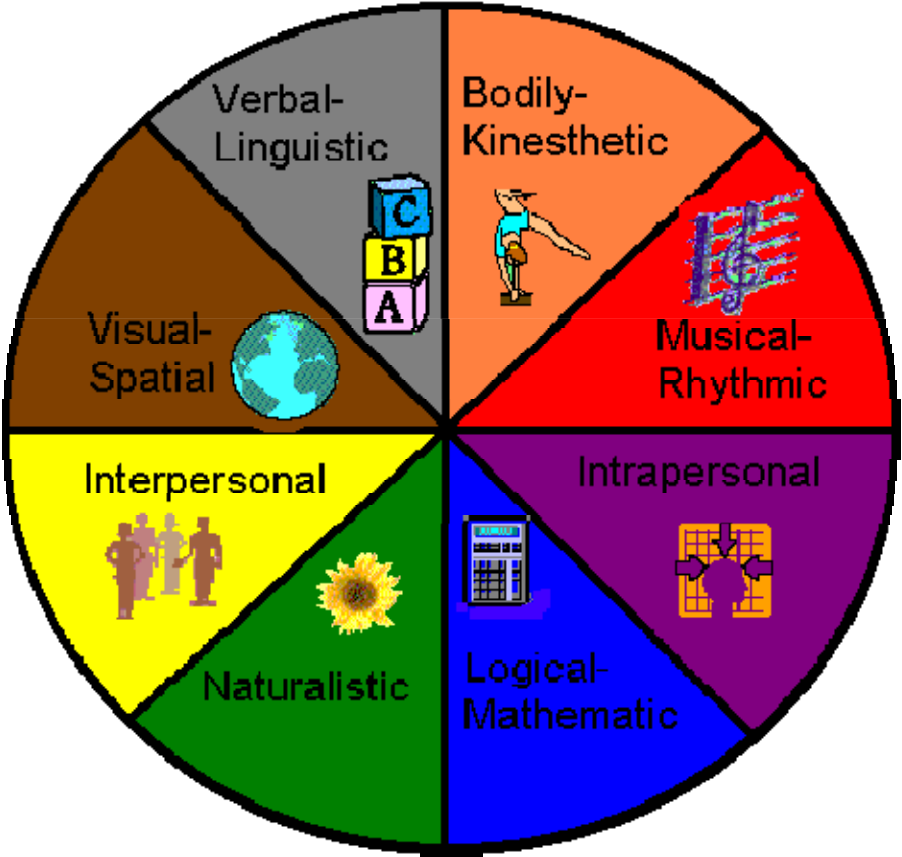 Verbal-
Linguistic
Bodily-
Kinesthetic
C
B
A
Visual-
Spatial
Musical-
Rhythmic
Interpersonal
Intrapersonal
Naturalistic
Logical-
Mathematic